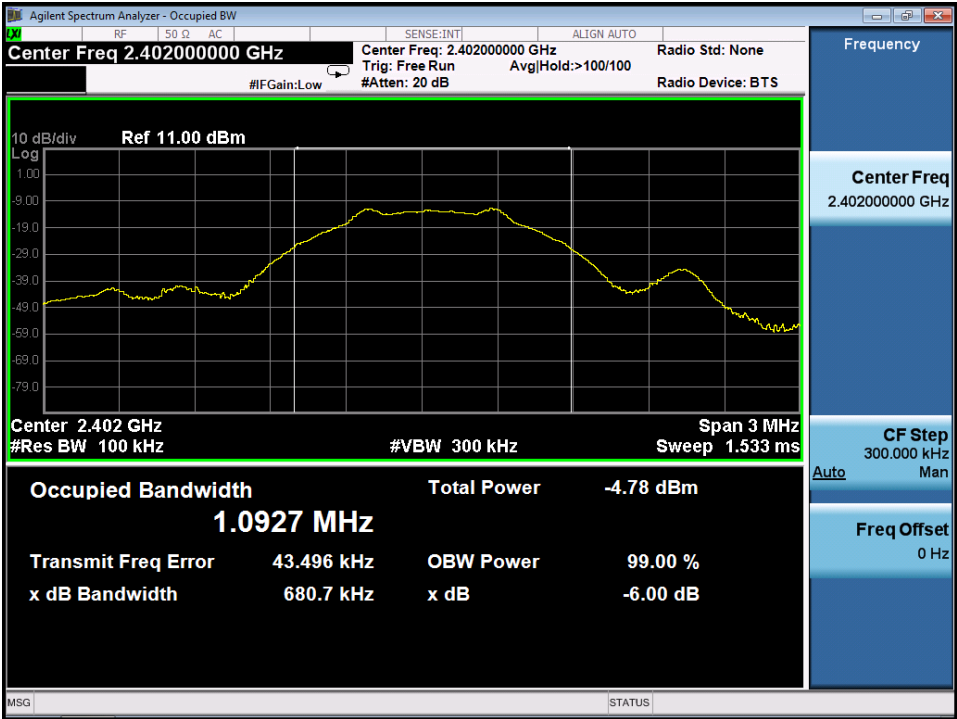 Agilent Spectrum Analyzer - Occupied BW
LXI RF 50 Ω AC SENSE:INT ALIGN AUTO
Center Freq 2.402000000 GHz
Center Freq: 2.402000000 GHz Radio Std: None
Trig: Free Run Avg|Hold:>100/100
#IFGain:Low #Atten: 20 dB Radio Device: BTS
10 dB/div Ref 11.00 dBm
Log
1.00
-9.00
-19.0
-29.0
-39.0
-49.0
-59.0
-69.0
-79.0
Center 2.402 GHz Span 3 MHz
#Res BW 100 kHz #VBW 300 kHz Sweep 1.533 ms
Occupied Bandwidth Total Power -4.78 dBm
1.0927 MHz
Transmit Freq Error 43.496 kHz OBW Power 99.00 %
x dB Bandwidth 680.7 kHz x dB -6.00 dB
Frequency
Center Freq
2.402000000 GHz
CF Step
300.000 kHz
Auto Man
Freq Offset
0 Hz
MSG STATUS